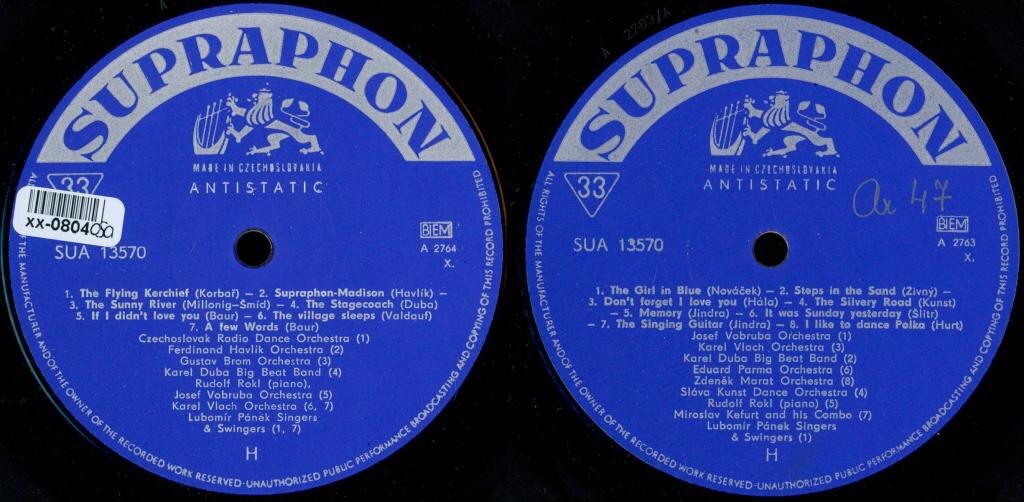 SUPRAPHON
MADE IN CZECHOSLOVAKIA
ANTISTATIC
33
xx-0804
SUA 13570
BIEM
A 2764
X.
1. The Flying Kerchief (Korbař) – 2. Supraphon-Madison (Havlík) –
3. The Sunny River (Millonig-Šmíd) – 4. The Stagecoach (Duba)
5. If I didn't love you (Baur) – 6. The village sleeps (Valdauf)
7. A few Words (Baur)
Czechoslovak Radio Dance Orchestra (1)
Ferdinand Havlík Orchestra (2)
Gustav Brom Orchestra (3)
Karel Duba Big Beat Band (4)
Rudolf Rokl (piano),
Josef Vobruba Orchestra (5)
Karel Vlach Orchestra (6, 7)
Lubomír Pánek Singers
& Swingers (1, 7)
H
OF THE MANUFACTURER AND OF THE OWNER OF THE RECORDED WORK RESERVED · UNAUTHORIZED PUBLIC PERFORMANCE BROADCASTING AND COPYING OF THIS RECORD PROHIBITED
A 2763/A
SUPRAPHON
MADE IN CZECHOSLOVAKIA
ANTISTATIC
33
47
SUA 13570
BIEM
A 2763
X.
1. The Girl in Blue (Nováček) – 2. Steps in the Sand (Zivný) –
3. Don't forget I love you (Hála) – 4. The Silvery Road (Kunst)
– 5. Memory (Jindra) – 6. It was Sunday yesterday (Šlitr)
– 7. The Singing Guitar (Jindra) – 8. I like to dance Polka (Hurt)
Josef Vobruba Orchestra (1)
Karel Vlach Orchestra (3)
Karel Duba Big Beat Band (2)
Eduard Parma Orchestra (6)
Zdeněk Marat Orchestra (8)
Sláva Kunst Dance Orchestra (4)
Rudolf Rokl (piano) (5)
Miroslav Kefurt and his Combo (7)
Lubomír Pánek Singers
& Swingers (1)
H
ALL RIGHTS OF THE MANUFACTURER AND OF THE OWNER OF THE RECORDED WORK RESERVED · UNAUTHORIZED PUBLIC PERFORMANCE BROADCASTING AND COPYING OF THIS RECORD PROHIBITED